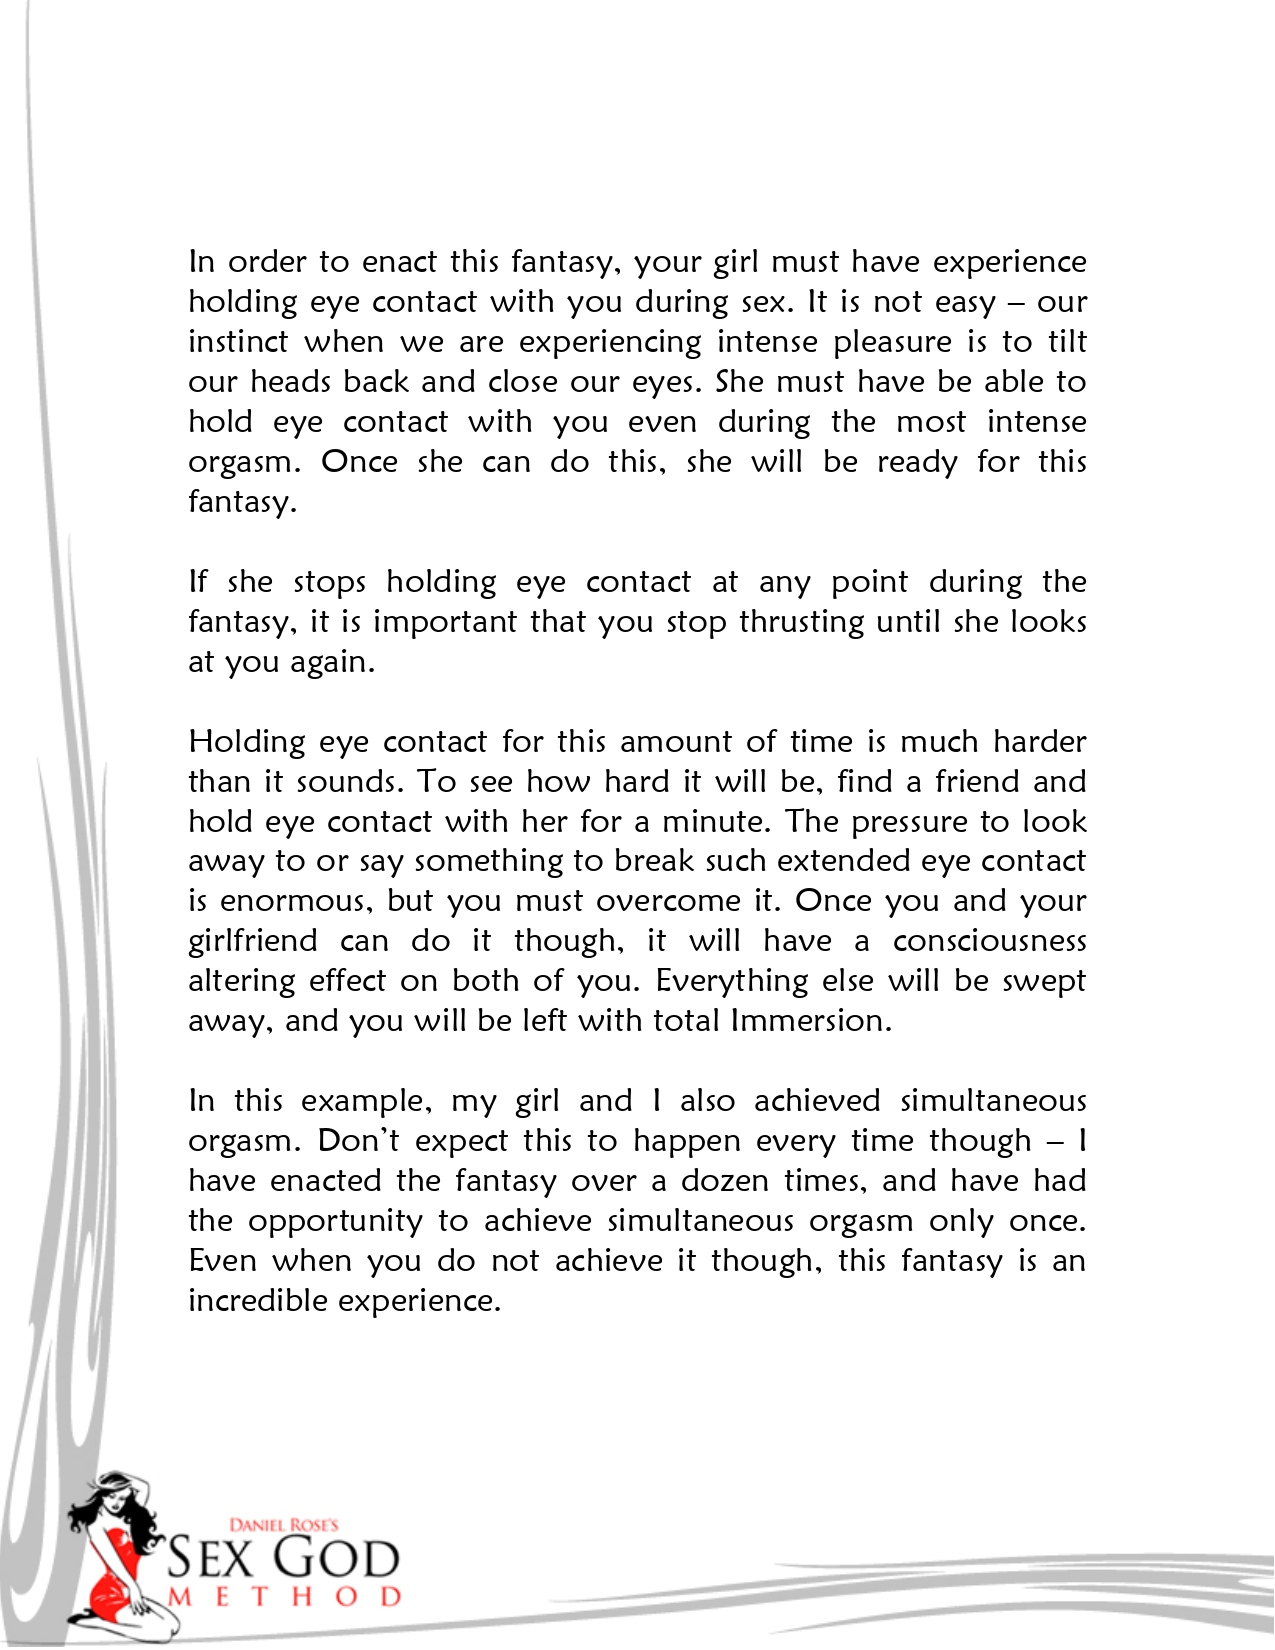 In order to enact this fantasy, your girl must have experience
holding eye contact with you during sex. It is not easy – our
instinct when we are experiencing intense pleasure is to tilt
our heads back and close our eyes. She must have be able to
hold eye contact with you even during the most intense
orgasm. Once she can do this, she will be ready for this
fantasy.
If she stops holding eye contact at any point during the
fantasy, it is important that you stop thrusting until she looks
at you again.
Holding eye contact for this amount of time is much harder
than it sounds. To see how hard it will be, find a friend and
hold eye contact with her for a minute. The pressure to look
away to or say something to break such extended eye contact
is enormous, but you must overcome it. Once you and your
girlfriend can do it though, it will have a consciousness
altering effect on both of you. Everything else will be swept
away, and you will be left with total Immersion.
In this example, my girl and I also achieved simultaneous
orgasm. Don’t expect this to happen every time though – I
have enacted the fantasy over a dozen times, and have had
the opportunity to achieve simultaneous orgasm only once.
Even when you do not achieve it though, this fantasy is an
incredible experience.
DANIEL ROSE'S
SEX GOD
METHOD